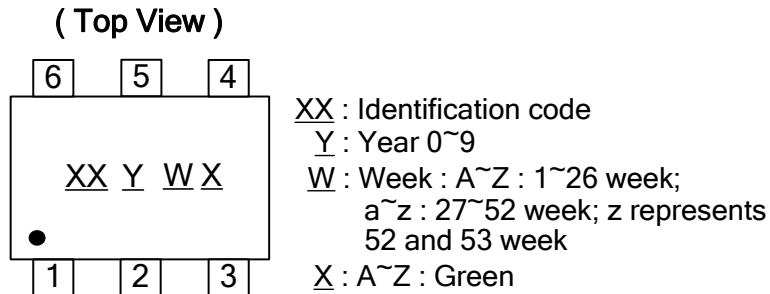 ( Top View )
6 5 4
XX Y W X
1 2 3
XX : Identification code
Y : Year 0~9
W : Week : A~Z : 1~26 week;
a~z : 27~52 week; z represents
52 and 53 week
X : A~Z : Green